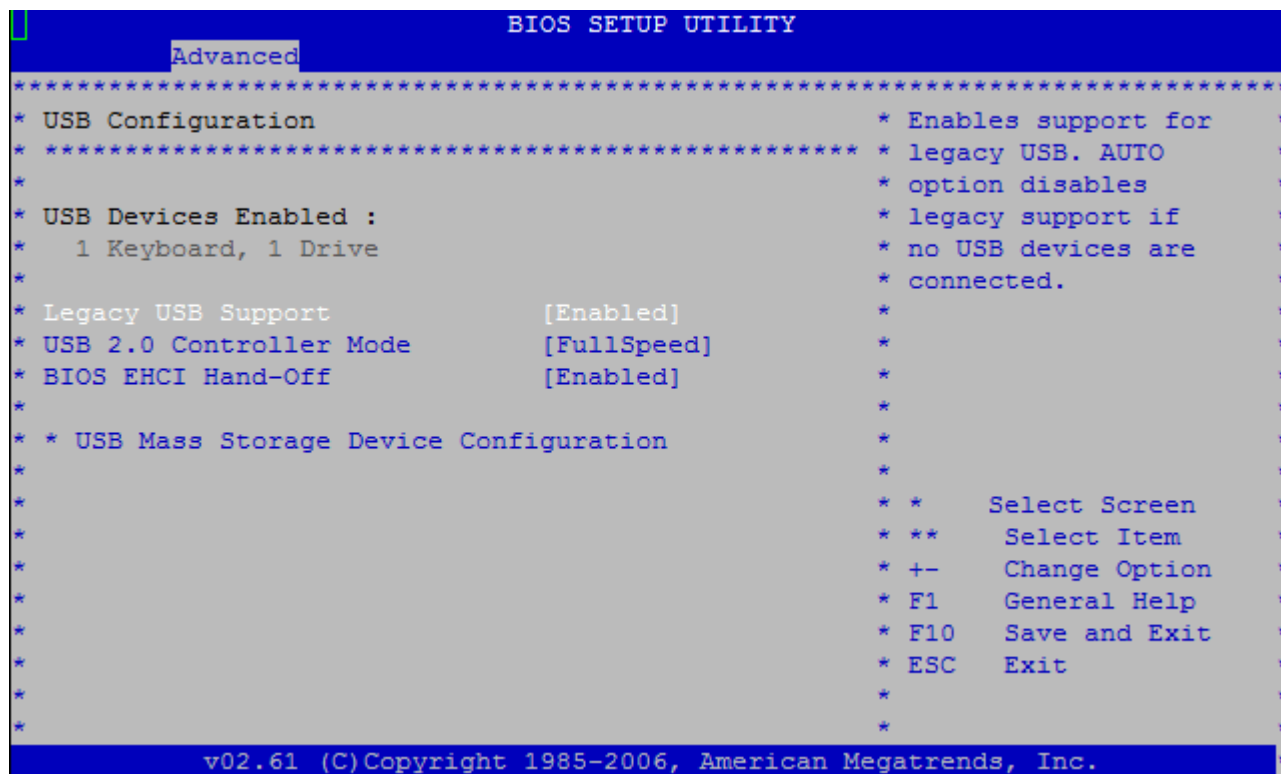 BIOS SETUP UTILITY
Advanced
*******************************************************************************
* USB Configuration * Enables support for *
* *************************************************** * legacy USB. AUTO *
* * option disables *
* USB Devices Enabled : * legacy support if *
* 1 Keyboard, 1 Drive * no USB devices are *
* * connected. *
* Legacy USB Support [Enabled] * *
* USB 2.0 Controller Mode [FullSpeed] * *
* BIOS EHCI Hand-Off [Enabled] * *
* * *
* * USB Mass Storage Device Configuration * *
* * *
* * * Select Screen *
* * ** Select Item *
* * +- Change Option *
* * F1 General Help *
* * F10 Save and Exit *
* * ESC Exit *
* * *
* * *
v02.61 (C)Copyright 1985-2006, American Megatrends, Inc.